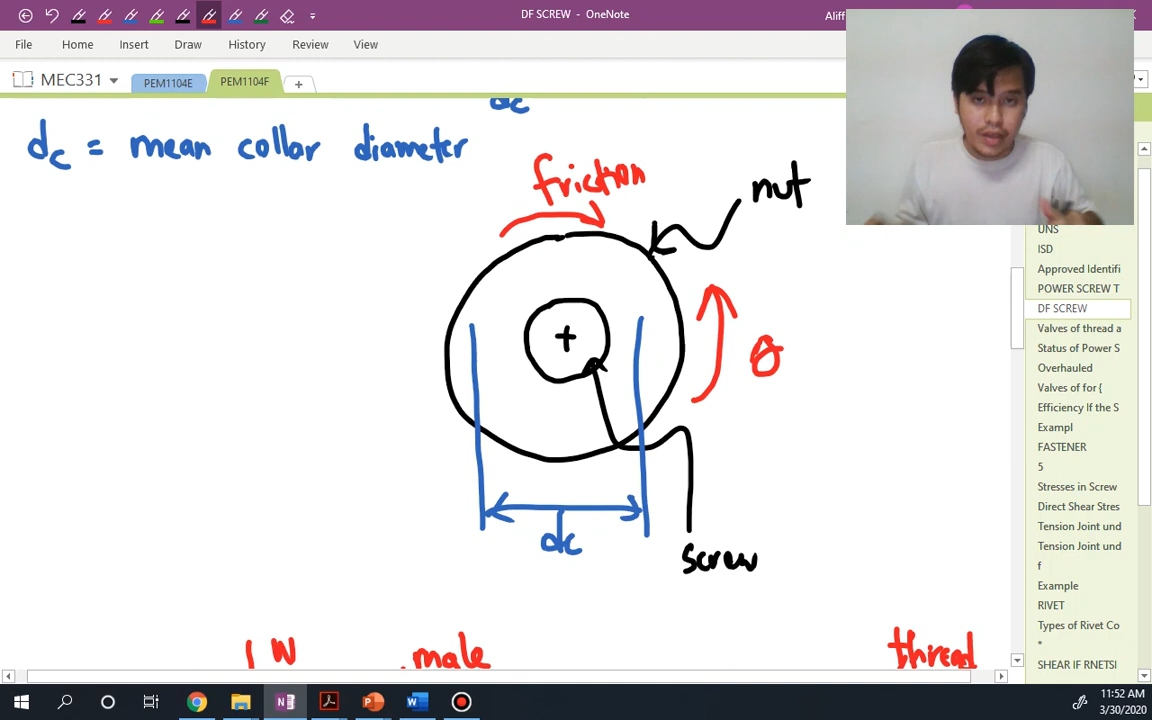 DF SCREW - OneNote
Aliff
File Home Insert Draw History Review View
MEC331
PEM1104E
PEM1104F
dc
dc = mean collar diameter
friction
nut
θ
dc
screw
W
male
thread
UNS
ISD
Approved Identifi
POWER SCREW T
DF SCREW
Valves of thread a
Status of Power S
Overhauled
Valves of for {
Efficiency If the S
Exampl
FASTENER
5
Stresses in Screw
Direct Shear Stres
Tension Joint und
Tension Joint und
f
Example
RIVET
Types of Rivet Co
*
SHEAR IF RNETSI
11:52 AM
3/30/2020